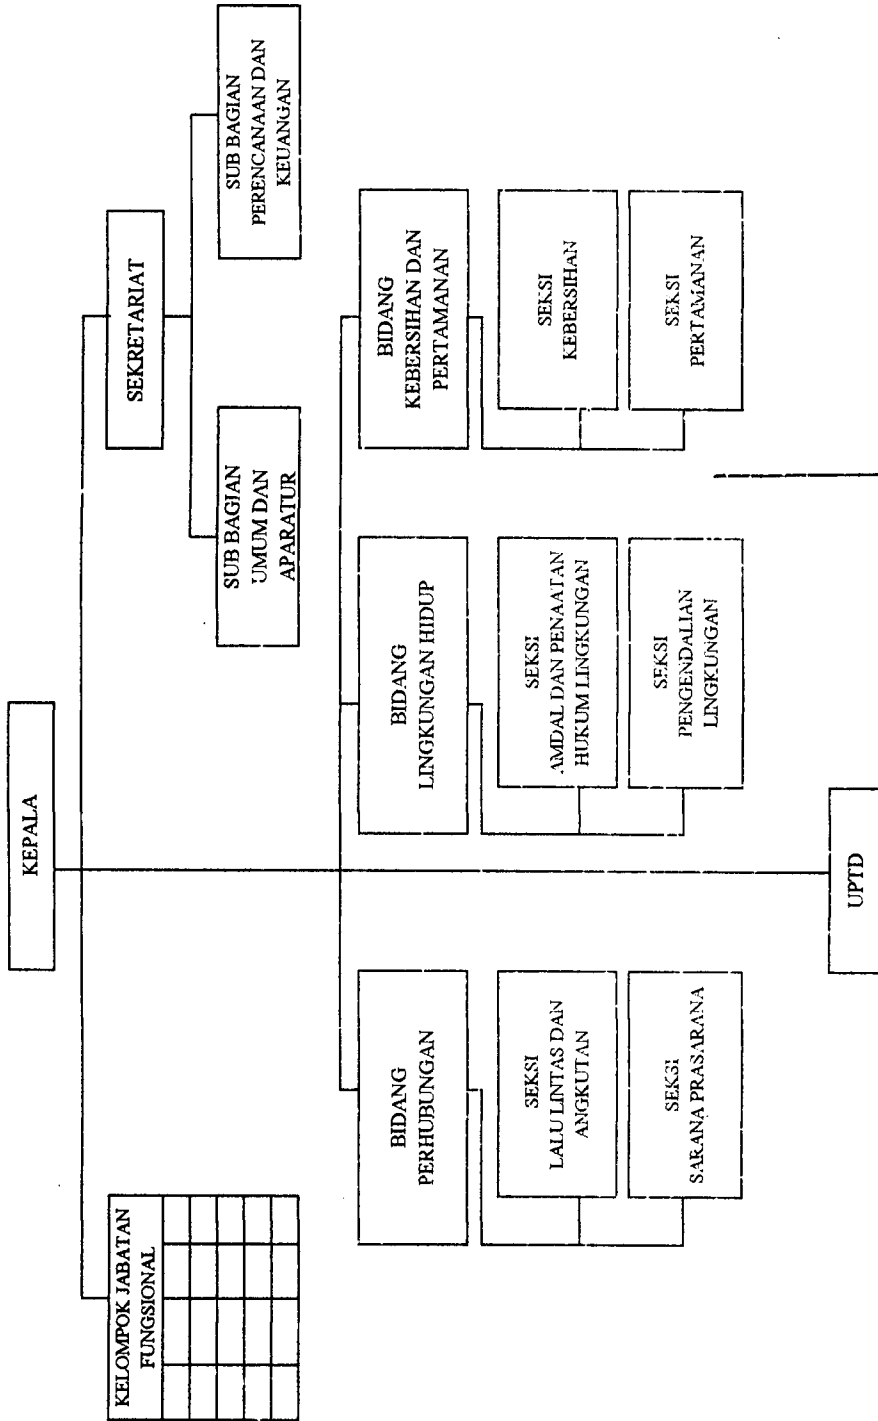 KEPALA
KELOMPOK JABATAN
FUNGSIONAL
SEKRETARIAT
SUB BAGIAN
UMUM DAN
APARATUR
SUB BAGIAN
PERENCANAAN DAN
KEUANGAN
BIDANG
PERHUBUNGAN
SEKSI
LALU LINTAS DAN
ANGKUTAN
SEKSI
SARANA PRASARANA
BIDANG
LINGKUNGAN HIDUP
SEKSI
AMDAL DAN PENAATAN
HUKUM LINGKUNGAN
SEKSI
PENGENDALIAN
LINGKUNGAN
BIDANG
KEBERSIHAN DAN
PERTAMANAN
SEKSI
KEBERSIHAN
SEKSI
PERTAMANAN
UPTD